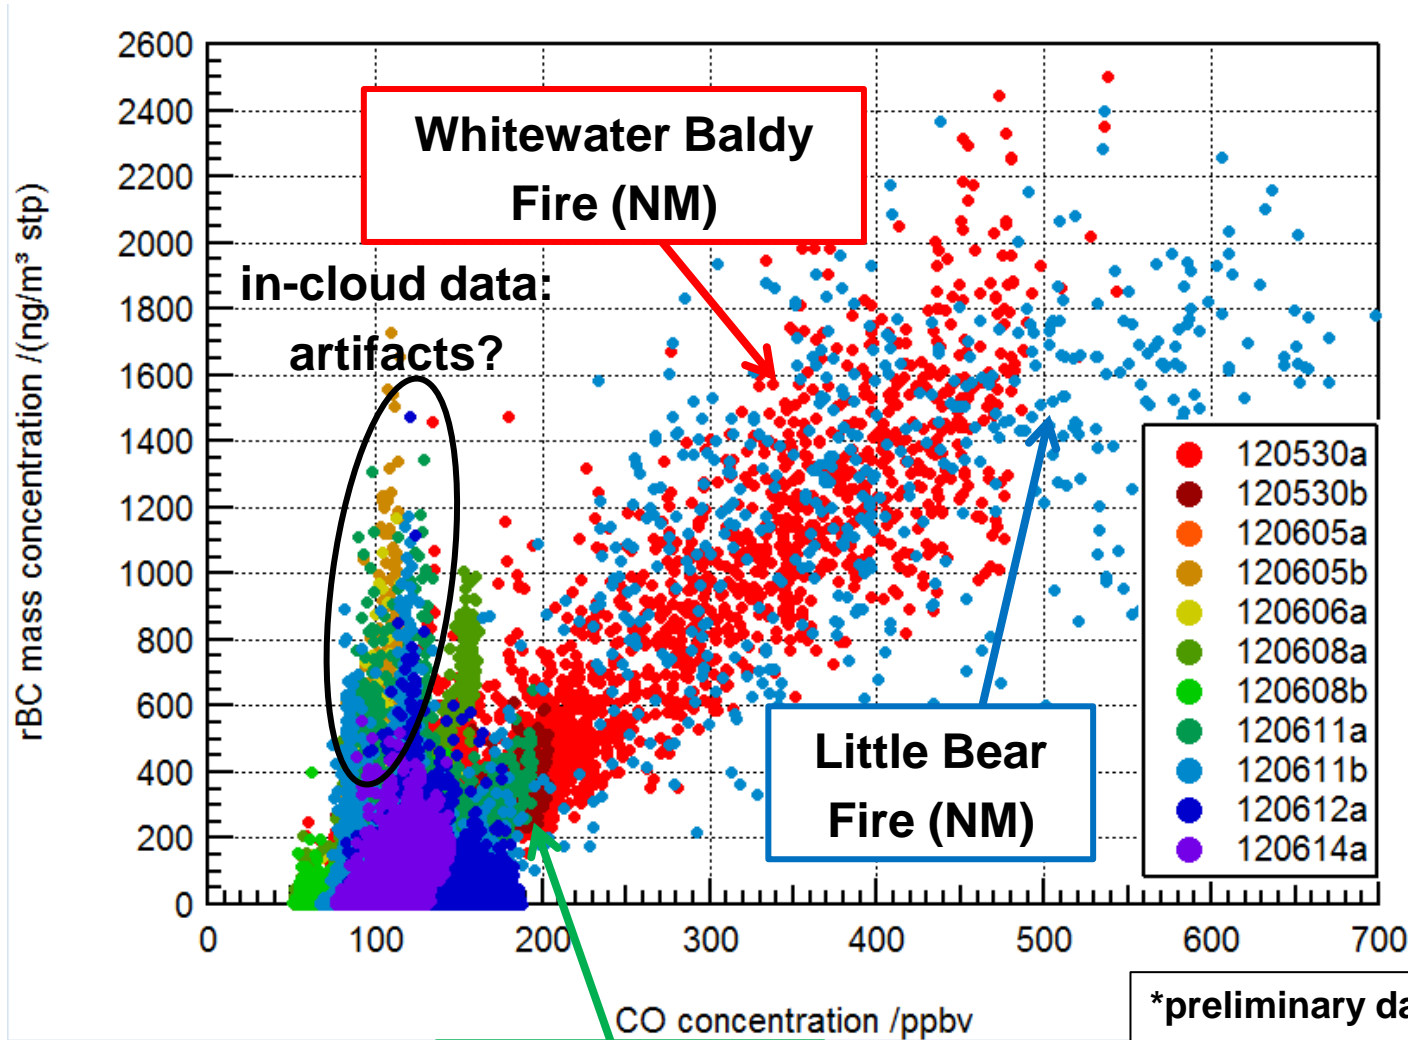 2600
2400
2200
2000
1800
1600
1400
1200
1000
800
600
400
200
0
rBC mass concentration /(ng/m³ stp)
Whitewater Baldy
Fire (NM)
in-cloud data:
artifacts?
Little Bear
Fire (NM)
120530a
120530b
120605a
120605b
120606a
120608a
120608b
120611a
120611b
120612a
120614a
0 100 200 300 400 500 600 700
CO concentration /ppbv
*preliminary da